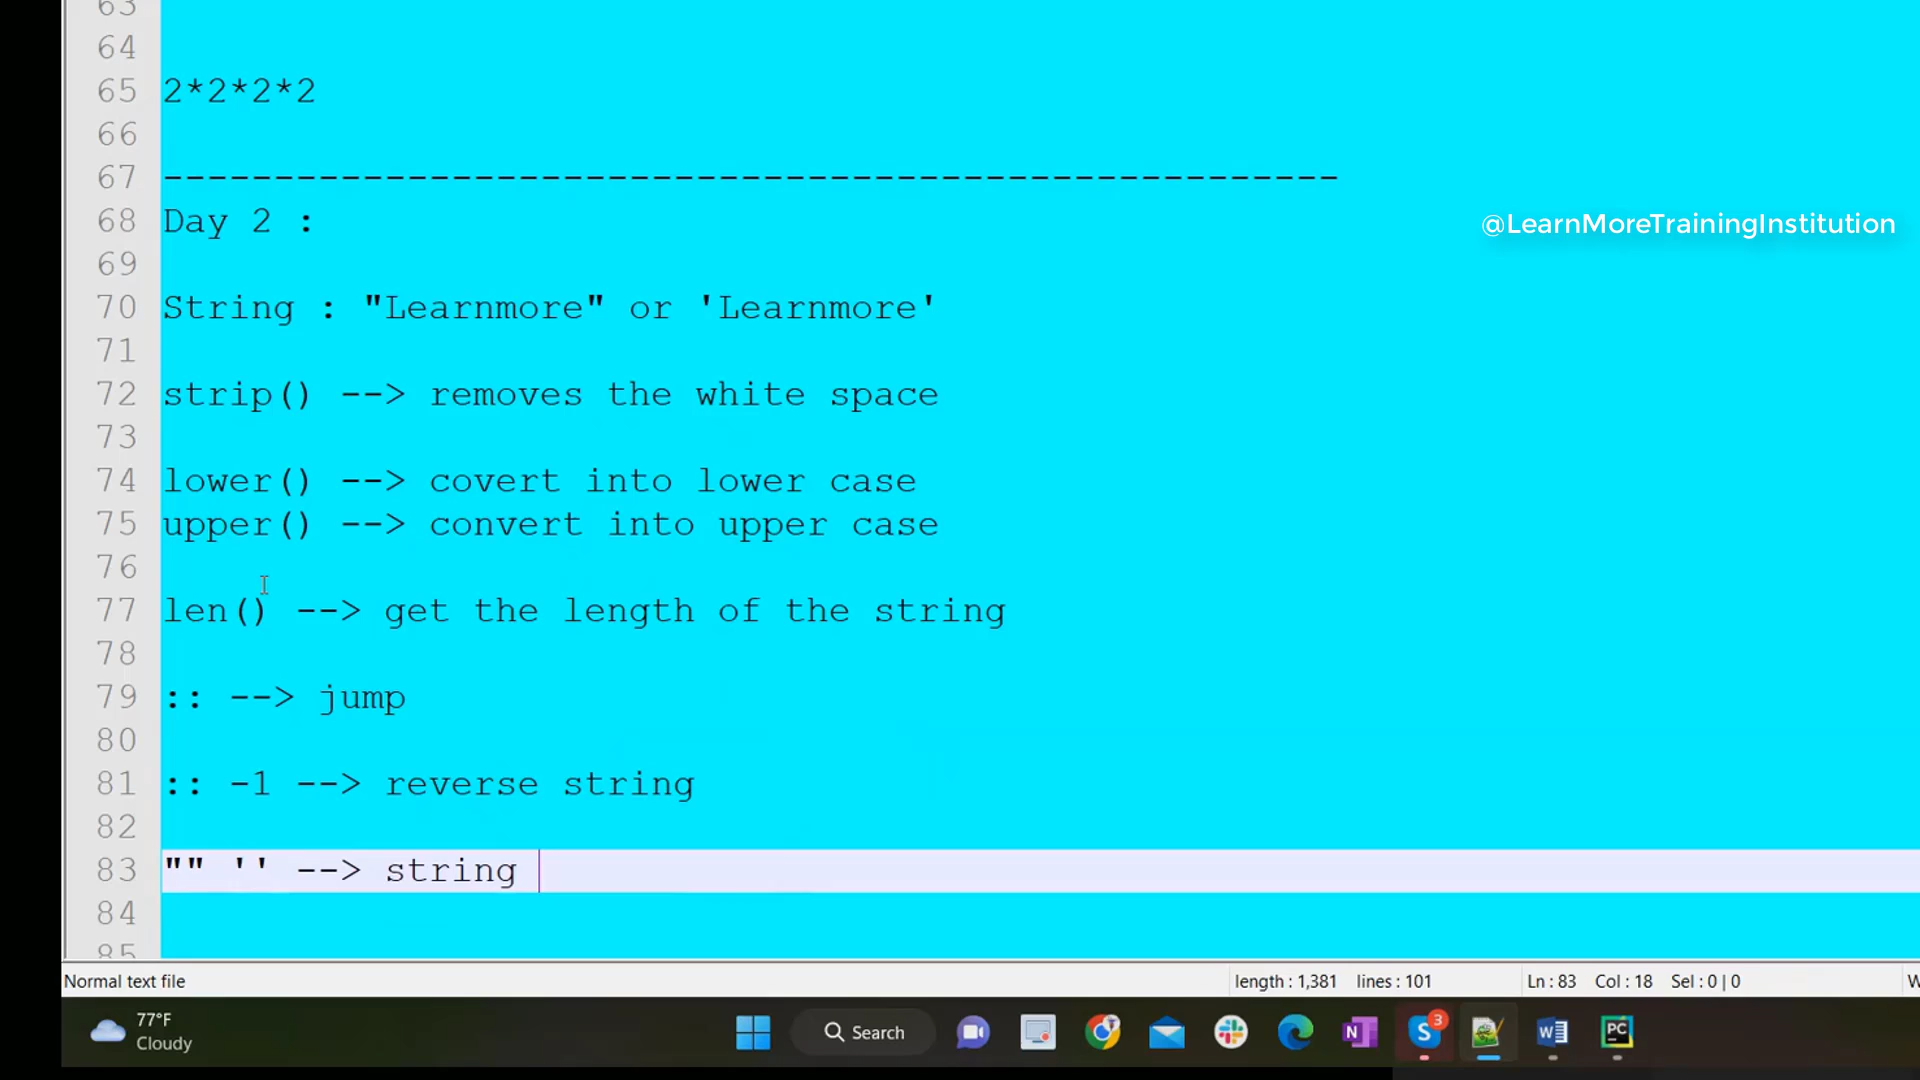 63
64
65 2*2*2*2
66
67 -----------------------------------------------------
68 Day 2 :
@LearnMoreTrainingInstitution
69
70 String : "Learnmore" or 'Learnmore'
71
72 strip() --> removes the white space
73
74 lower() --> covert into lower case
75 upper() --> convert into upper case
76
77 len() --> get the length of the string
78
79 :: --> jump
80
81 :: -1 --> reverse string
82
83 "" '' --> string
84
85
Normal text file length : 1,381 lines : 101 Ln : 83 Col : 18 Sel : 0 | 0 W
77°F
Cloudy
Search
N
S 3
W
PC